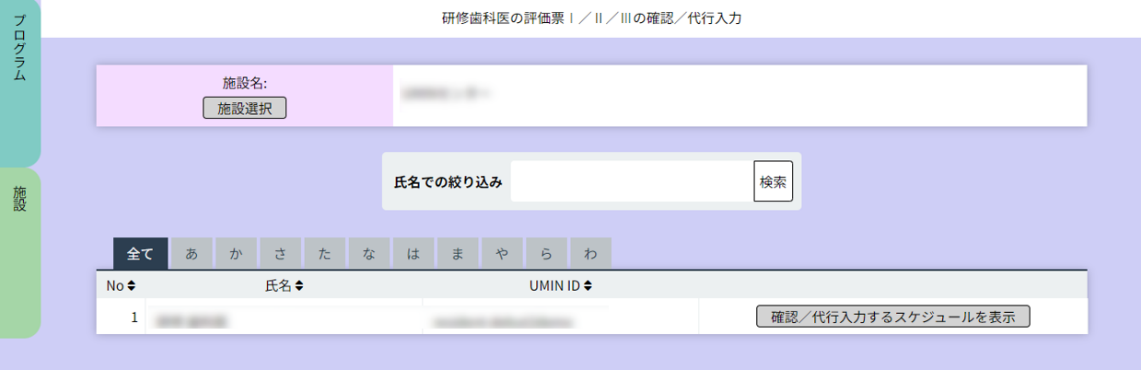 研修歯科医の評価票Ⅰ／Ⅱ／Ⅲの確認／代行入力
プログラム
施設
施設名:
施設選択
氏名での絞り込み 検索
全て あ か さ た な は ま や ら わ
No 氏名 UMIN ID
1 確認／代行入力するスケジュールを表示